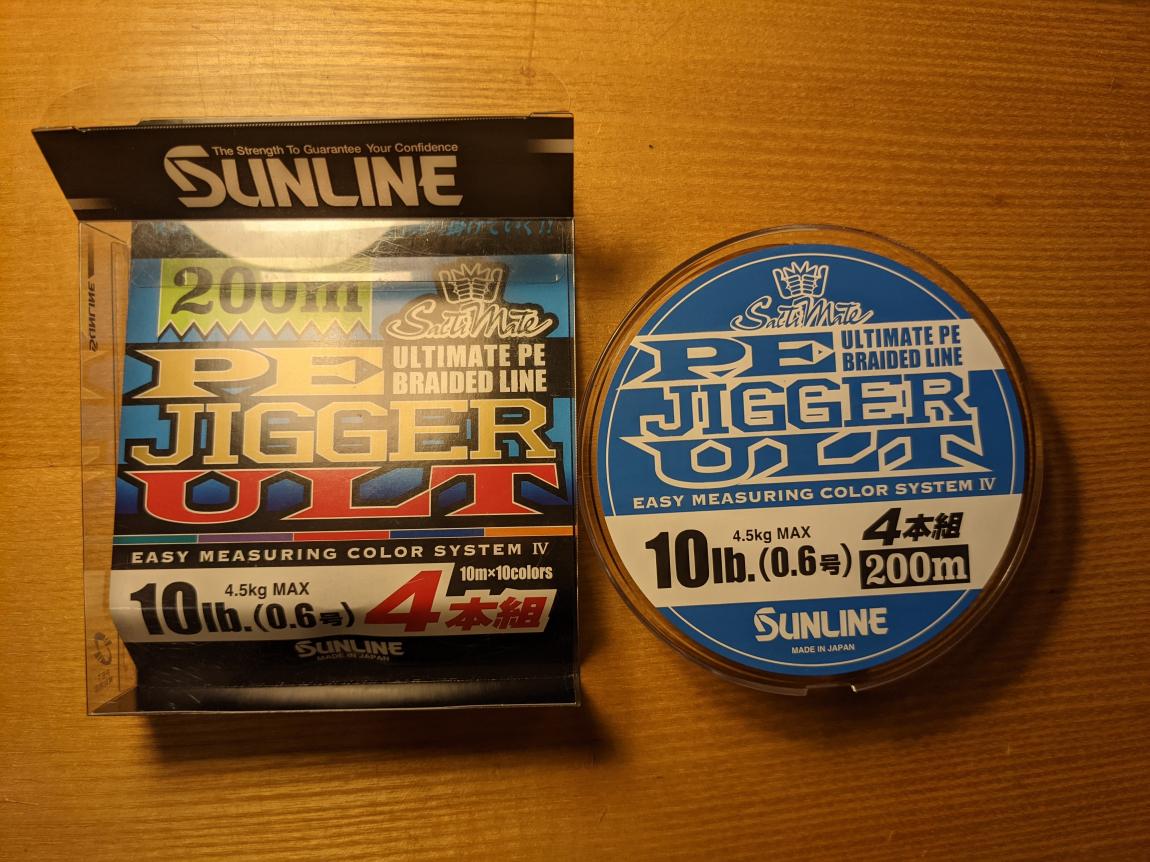 The Strength To Guarantee Your Confidence
SUNLINE
200m
SaltiMate
PE
ULTIMATE PE
BRAIDED LINE
JIGGER
ULT
EASY MEASURING COLOR SYSTEM IV
10m×10colors
4.5kg MAX
10lb.(0.6号)
4本組
SUNLINE
MADE IN JAPAN
SUNLINE
SaltiMate
PE
ULTIMATE PE
BRAIDED LINE
JIGGER
ULT
EASY MEASURING COLOR SYSTEM IV
4.5kg MAX
10lb.(0.6号)
4本組
200m
SUNLINE
MADE IN JAPAN